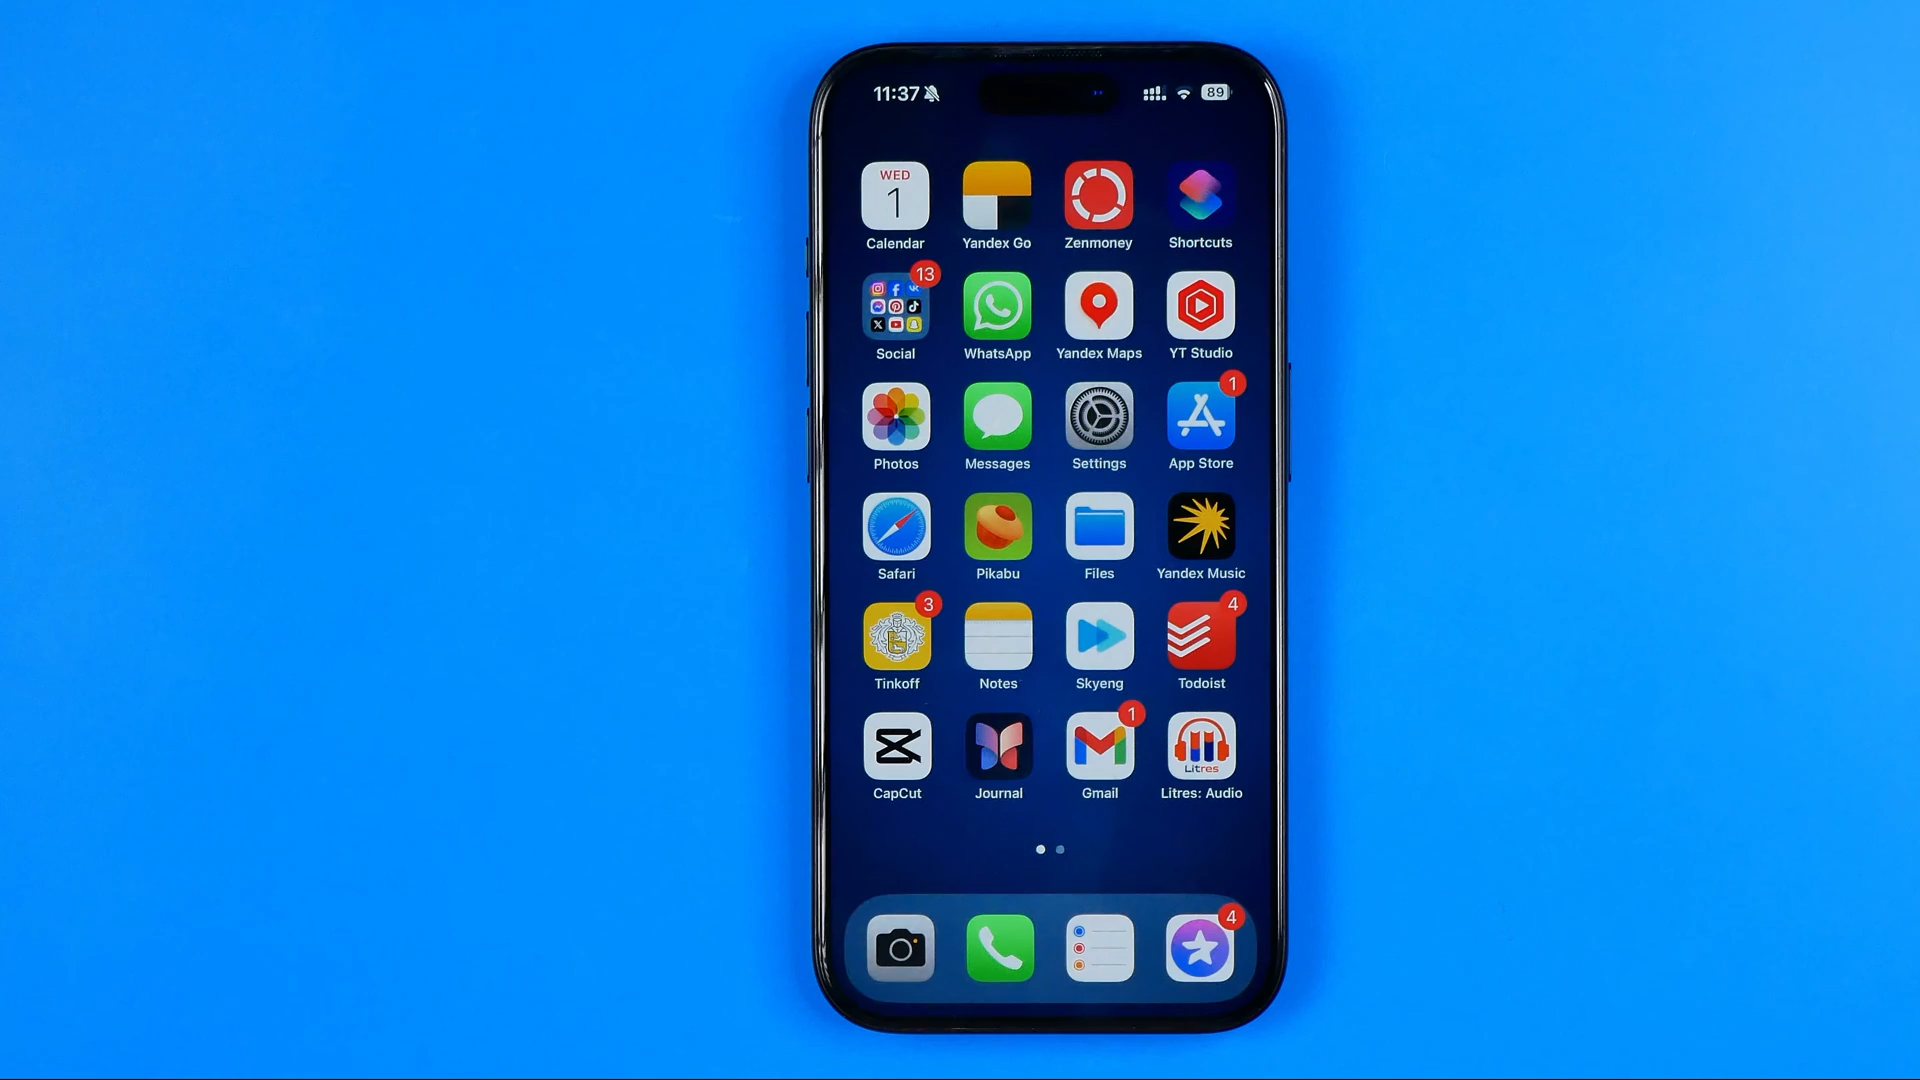 11:37 89
WED
1
Calendar Yandex Go Zenmoney Shortcuts
13
Social WhatsApp Yandex Maps YT Studio
1
Photos Messages Settings App Store
Safari Pikabu Files Yandex Music
3 4
Tinkoff Notes Skyeng Todoist
1
Litres
CapCut Journal Gmail Litres: Audio
4